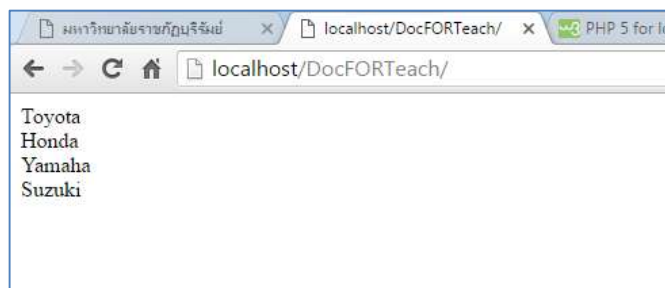 มหาวิทยาลัยราชภัฏบุรีรัมย์
localhost/DocFORTeach/
PHP 5 for lo
localhost/DocFORTeach/
Toyota
Honda
Yamaha
Suzuki